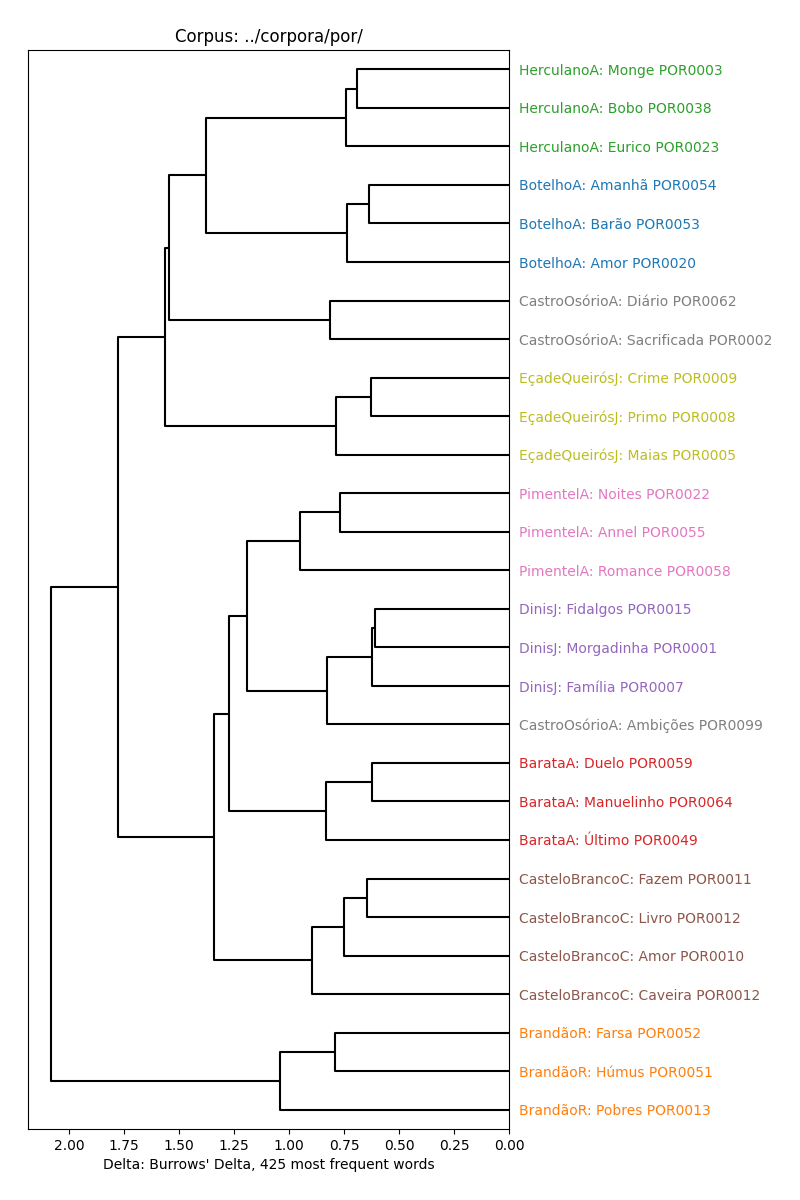 Corpus: ../corpora/por/
HerculanoA: Monge POR0003
HerculanoA: Bobo POR0038
HerculanoA: Eurico POR0023
BotelhoA: Amanhã POR0054
BotelhoA: Barão POR0053
BotelhoA: Amor POR0020
CastroOsórioA: Diário POR0062
CastroOsórioA: Sacrificada POR0002
EçadeQueirósJ: Crime POR0009
EçadeQueirósJ: Primo POR0008
EçadeQueirósJ: Maias POR0005
PimentelA: Noites POR0022
PimentelA: Annel POR0055
PimentelA: Romance POR0058
DinisJ: Fidalgos POR0015
DinisJ: Morgadinha POR0001
DinisJ: Família POR0007
CastroOsórioA: Ambições POR0099
BarataA: Duelo POR0059
BarataA: Manuelinho POR0064
BarataA: Último POR0049
CasteloBrancoC: Fazem POR0011
CasteloBrancoC: Livro POR0012
CasteloBrancoC: Amor POR0010
CasteloBrancoC: Caveira POR0012
BrandãoR: Farsa POR0052
BrandãoR: Húmus POR0051
BrandãoR: Pobres POR0013
2.00 1.75 1.50 1.25 1.00 0.75 0.50 0.25 0.00
Delta: Burrows' Delta, 425 most frequent words